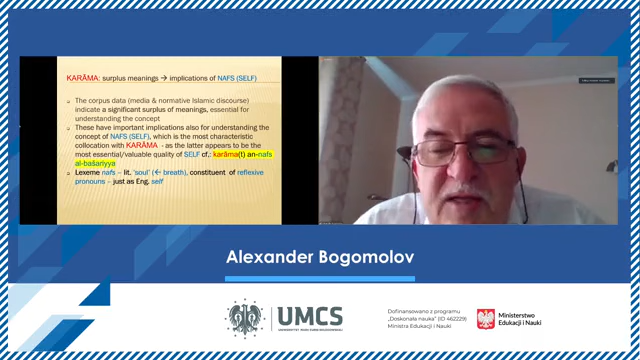 KARĀMA: surplus meanings → implications of NAFS (SELF)
The corpus data (media & normative Islamic discourse)
indicate a significant surplus of meanings, essential for
understanding the concept
These have important implications also for understanding the
concept of NAFS (SELF), which is the most characteristic
collocation with KARĀMA - as the latter appears to be the
most essential/valuable quality of SELF cf,: karāma(t) an-nafs
al-bašariyya
Lexeme nafs – lit. 'soul' (← breath), constituent of reflexive
pronouns – just as Eng. self
Alexander Bogomolov
UMCS
Dofinansowano z programu
„Doskonała nauka" (ID 462229)
Ministra Edukacji i Nauki
Ministerstwo
Edukacji i Nauki